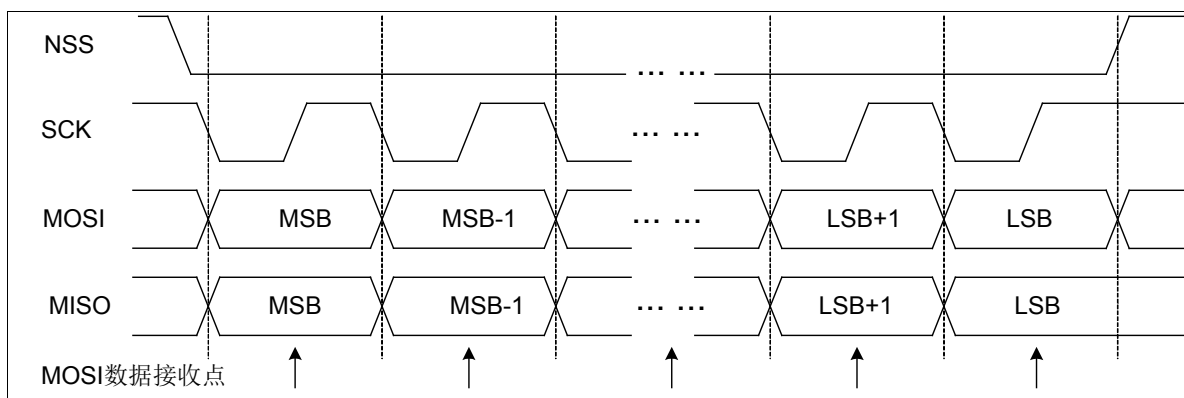 NSS
... ...
SCK
... ...
MOSI MSB MSB-1 ... ... LSB+1 LSB
MISO MSB MSB-1 ... ... LSB+1 LSB
MOSI数据接收点